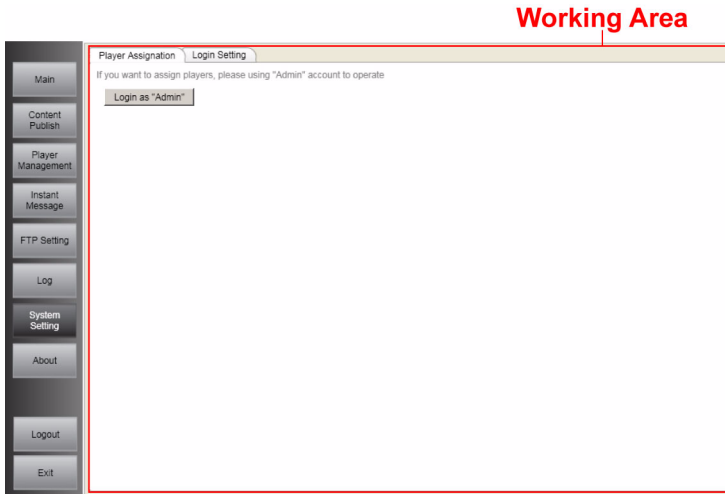 Working Area
Player Assignation
Login Setting
If you want to assign players, please using "Admin" account to operate
Login as "Admin"
Main
Content
Publish
Player
Management
Instant
Message
FTP Setting
Log
System
Setting
About
Logout
Exit